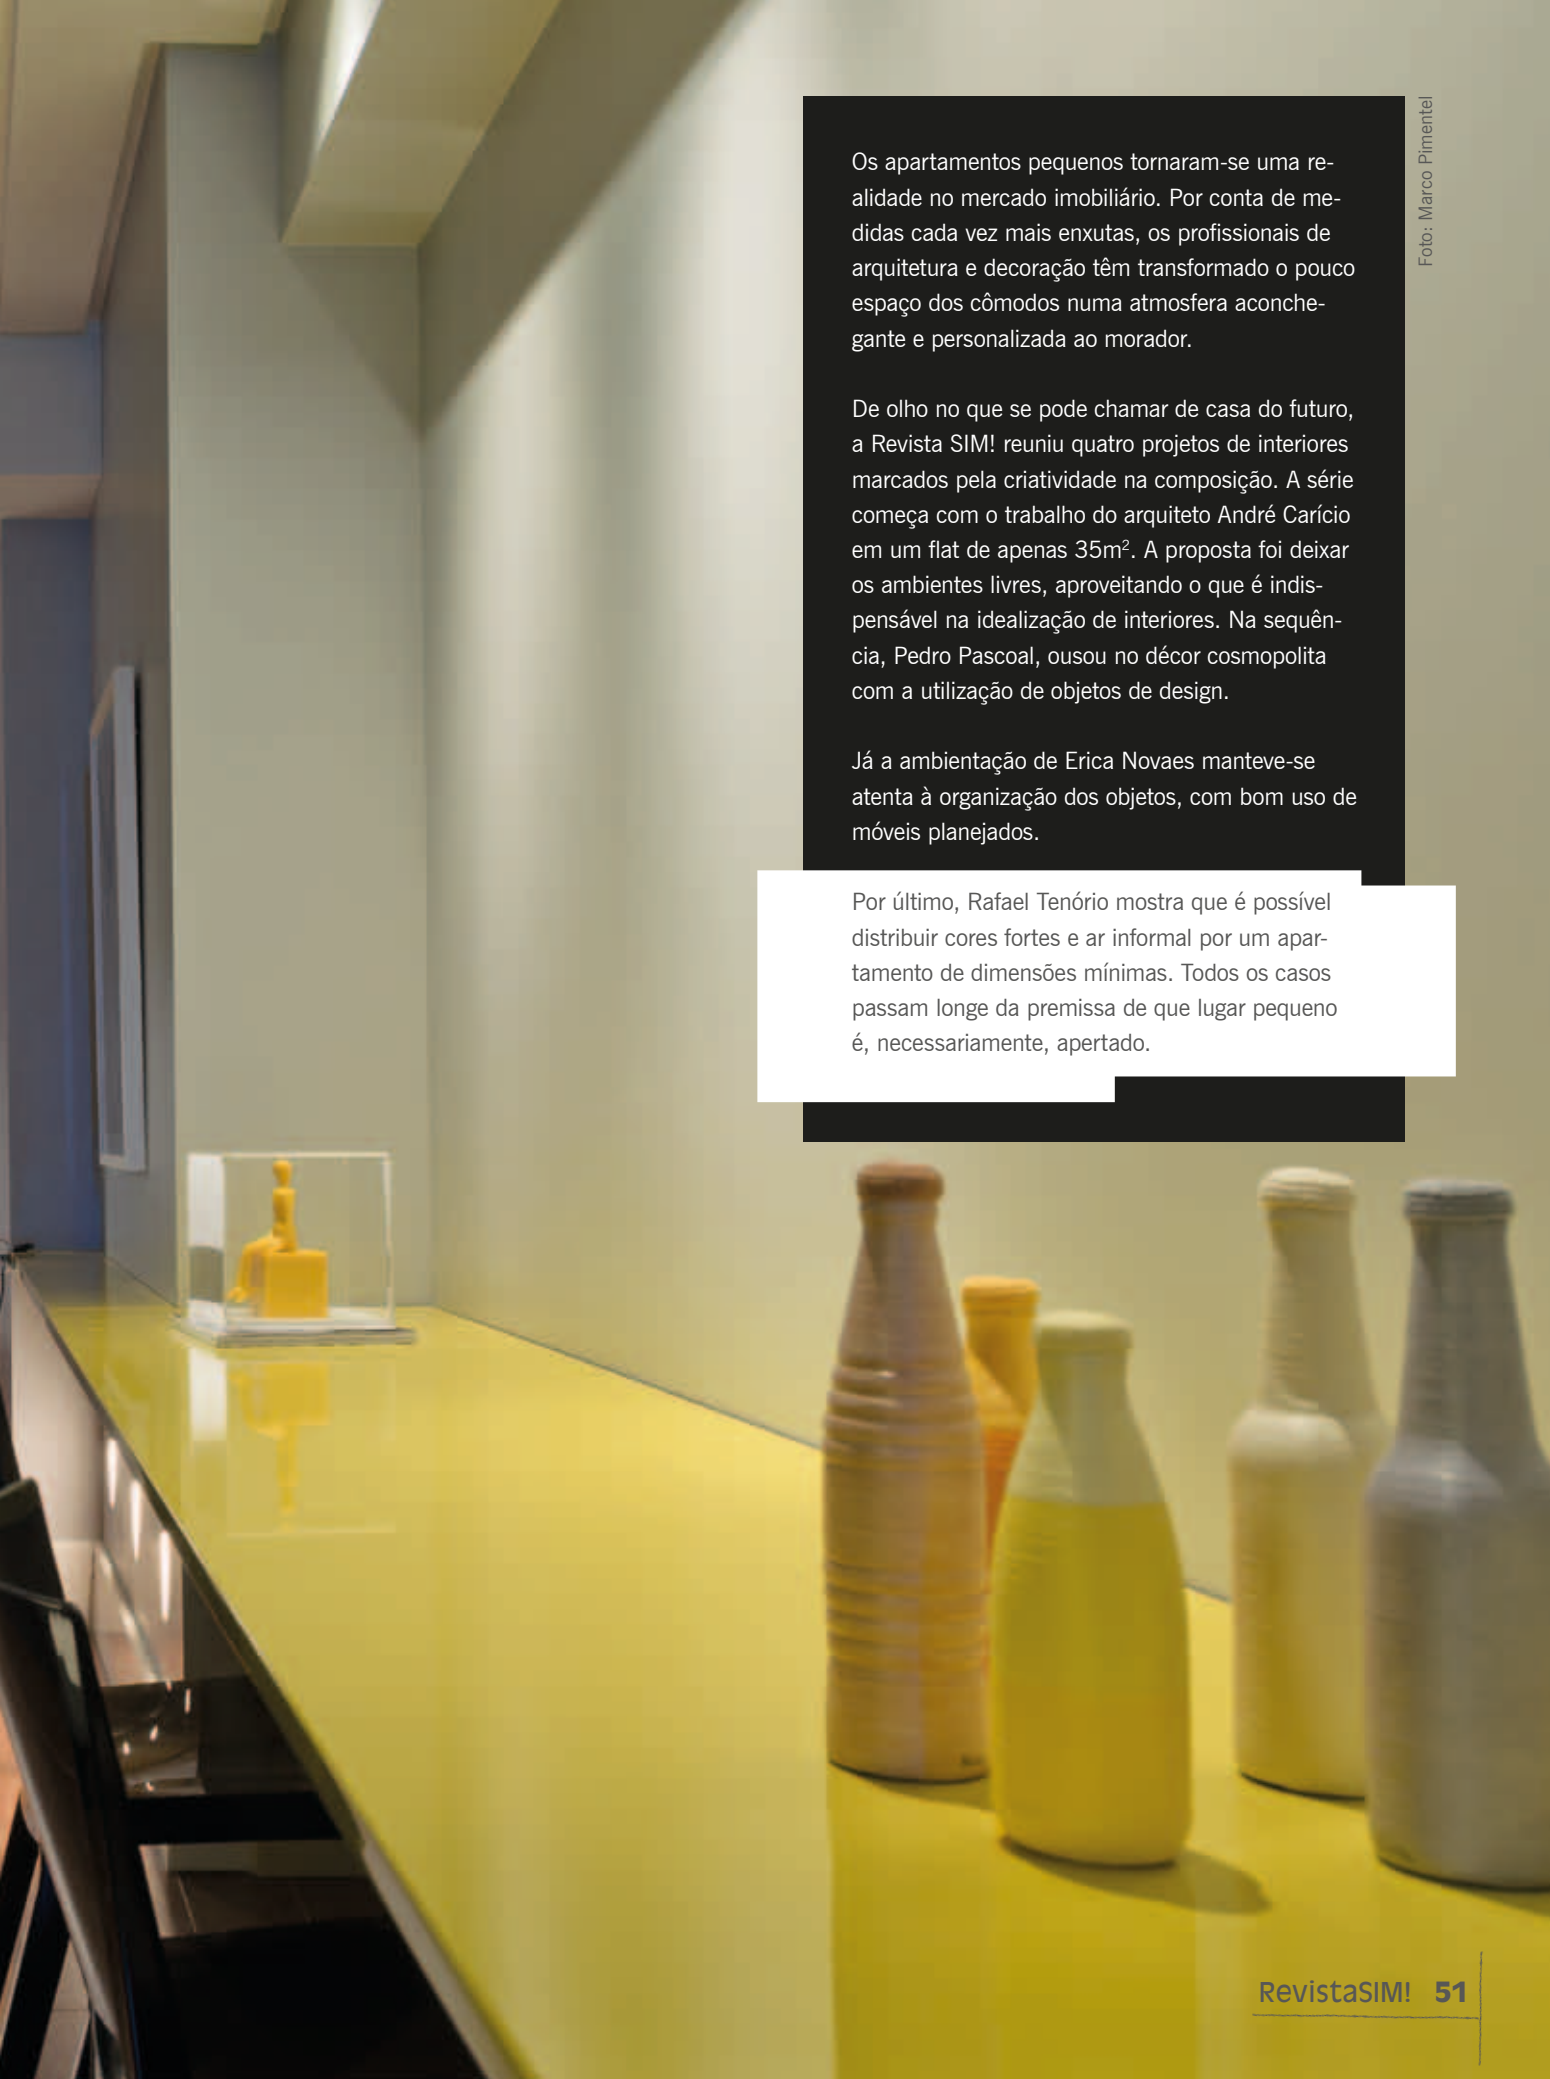 Os apartamentos pequenos tornaram-se uma re-
alidade no mercado imobiliário. Por conta de me-
didas cada vez mais enxutas, os profissionais de
arquitetura e decoração têm transformado o pouco
espaço dos cômodos numa atmosfera aconche-
gante e personalizada ao morador.
De olho no que se pode chamar de casa do futuro,
a Revista SIM! reuniu quatro projetos de interiores
marcados pela criatividade na composição. A série
começa com o trabalho do arquiteto André Carício
em um flat de apenas 35m². A proposta foi deixar
os ambientes livres, aproveitando o que é indis-
pensável na idealização de interiores. Na sequên-
cia, Pedro Pascoal, ousou no décor cosmopolita
com a utilização de objetos de design.
Já a ambientação de Erica Novaes manteve-se
atenta à organização dos objetos, com bom uso de
móveis planejados.
Por último, Rafael Tenório mostra que é possível
distribuir cores fortes e ar informal por um apar-
tamento de dimensões mínimas. Todos os casos
passam longe da premissa de que lugar pequeno
é, necessariamente, apertado.
Foto: Marco Pimentel
RevistaSIM! 51